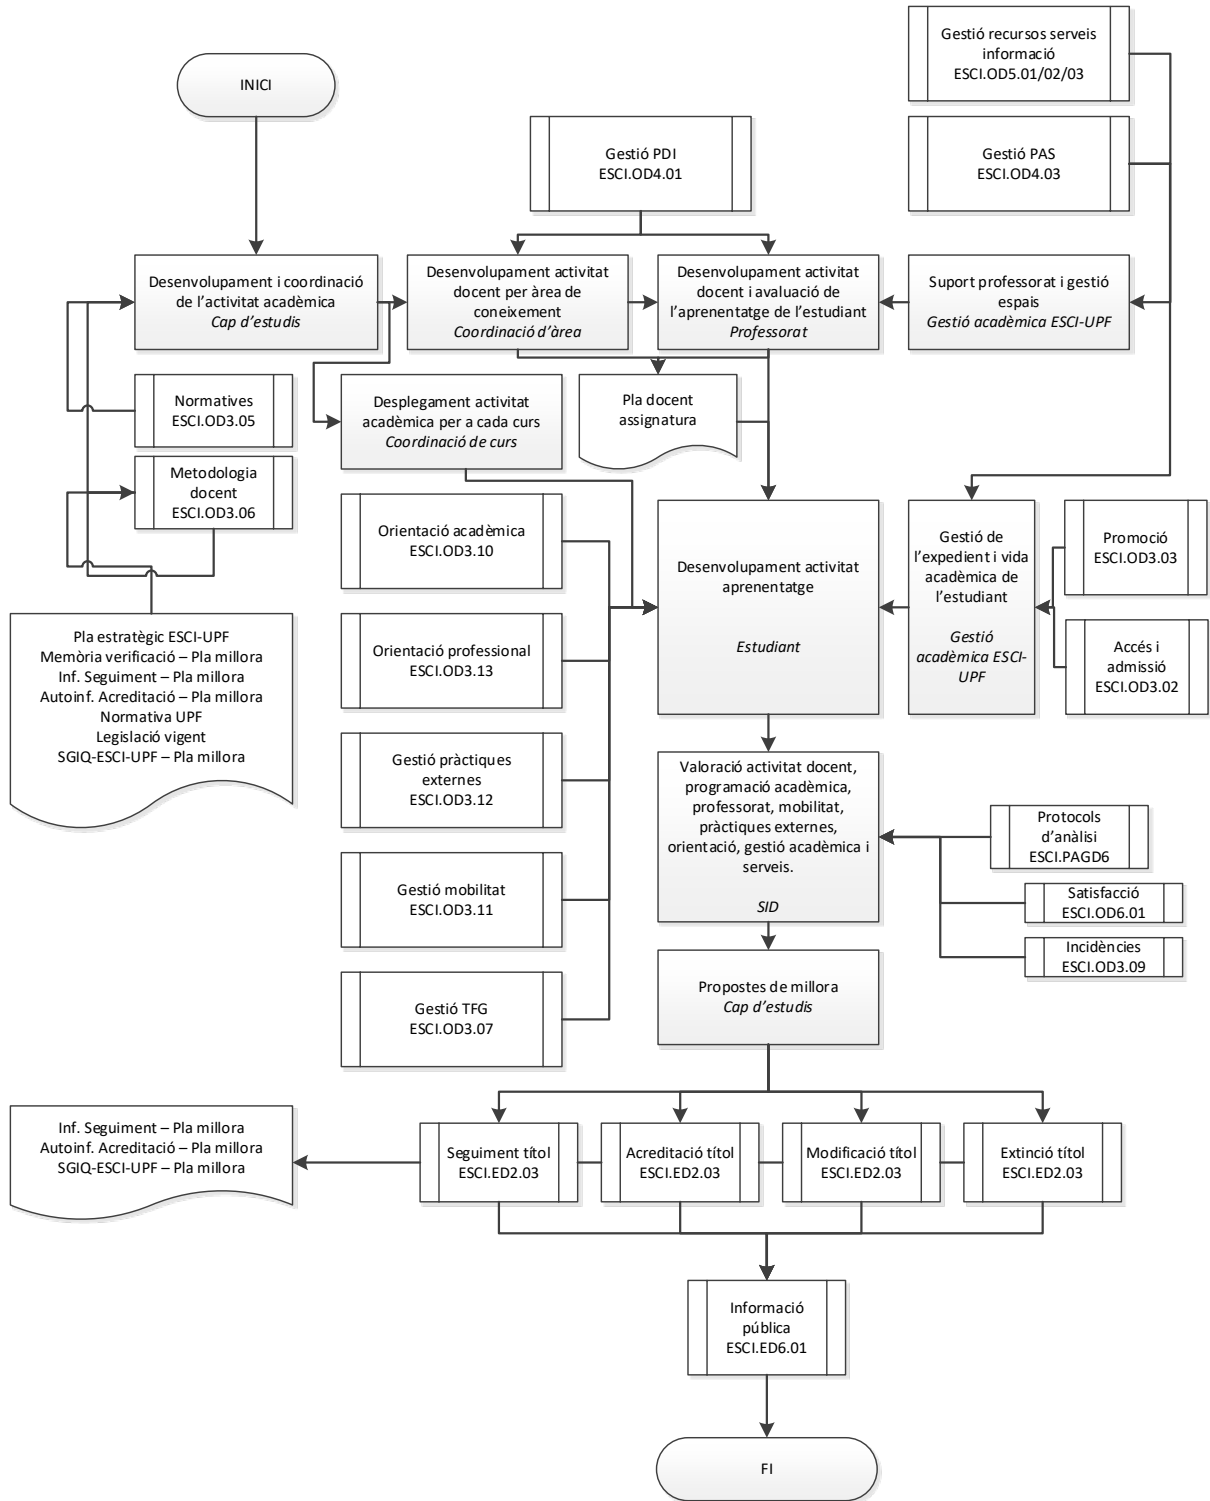 Gestió recursos serveis
informació
ESCI.OD5.01/02/03
INICI
Gestió PDI
ESCI.OD4.01
Gestió PAS
ESCI.OD4.03
Desenvolupament i coordinació
de l'activitat acadèmica
Cap d'estudis
Desenvolupament activitat
docent per àrea de
coneixement
Coordinació d'àrea
Desenvolupament activitat
docent i avaluació de
l'aprenentatge de l'estudiant
Professorat
Suport professorat i gestió
espais
Gestió acadèmica ESCI-UPF
Normatives
ESCI.OD3.05
Desplegament activitat
acadèmica per a cada curs
Coordinació de curs
Pla docent
assignatura
Metodologia
docent
ESCI.OD3.06
Orientació acadèmica
ESCI.OD3.10
Desenvolupament activitat
aprenentatge
Estudiant
Gestió de
l'expedient i vida
acadèmica de
l'estudiant
Gestió
acadèmica ESCI-
UPF
Promoció
ESCI.OD3.03
Accés i
admissió
ESCI.OD3.02
Pla estratègic ESCI-UPF
Memòria verificació – Pla millora
Inf. Seguiment – Pla millora
Autoinf. Acreditació – Pla millora
Normativa UPF
Legislació vigent
SGIQ-ESCI-UPF – Pla millora
Orientació professional
ESCI.OD3.13
Gestió pràctiques
externes
ESCI.OD3.12
Valoració activitat docent,
programació acadèmica,
professorat, mobilitat,
pràctiques externes,
orientació, gestió acadèmica i
serveis.
SID
Protocols
d'anàlisi
ESCI.PAGD6
Satisfacció
ESCI.OD6.01
Incidències
ESCI.OD3.09
Gestió mobilitat
ESCI.OD3.11
Propostes de millora
Cap d'estudis
Gestió TFG
ESCI.OD3.07
Inf. Seguiment – Pla millora
Autoinf. Acreditació – Pla millora
SGIQ-ESCI-UPF – Pla millora
Seguiment títol
ESCI.ED2.03
Acreditació títol
ESCI.ED2.03
Modificació títol
ESCI.ED2.03
Extinció títol
ESCI.ED2.03
Informació
pública
ESCI.ED6.01
FI